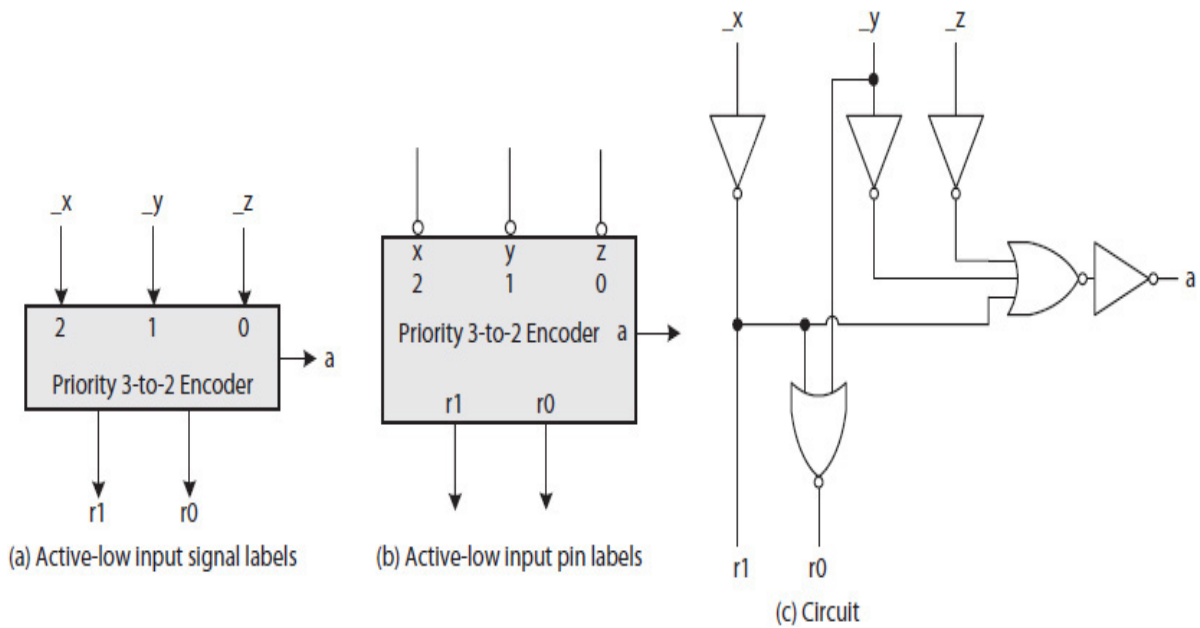 _x _y _z
2 1 0
Priority 3-to-2 Encoder
a
r1 r0
(a) Active-low input signal labels
x y z
2 1 0
Priority 3-to-2 Encoder a
r1 r0
(b) Active-low input pin labels
_x _y _z
a
r1 r0
(c) Circuit